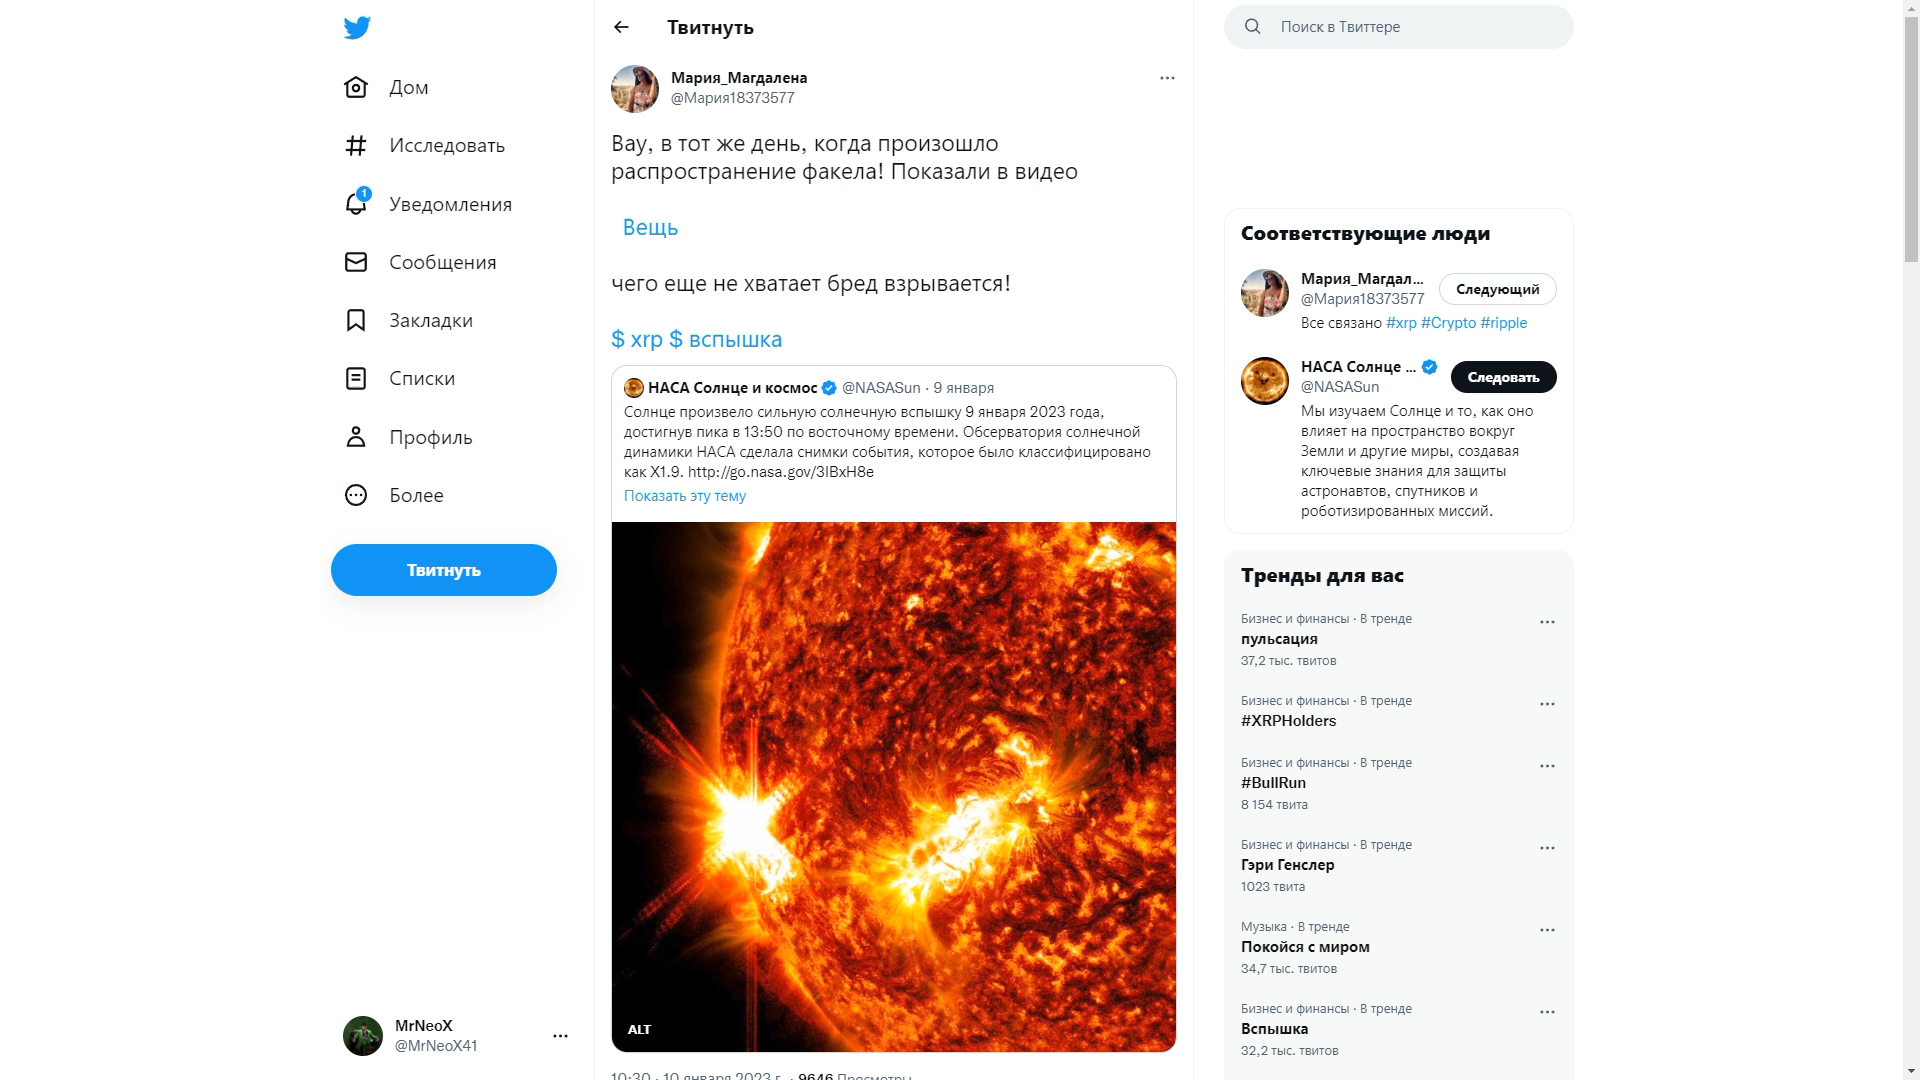 Дом
Исследовать
1
Уведомления
Сообщения
Закладки
Списки
Профиль
Более
Твитнуть
MrNeoX
@MrNeoX41
Твитнуть
Мария_Магдалена
@Мария18373577
Вау, в тот же день, когда произошло
распространение факела! Показали в видео
Вещь
чего еще не хватает бред взрывается!
$ xrp $ вспышка
НАСА Солнце и космос @NASASun · 9 января
Солнце произвело сильную солнечную вспышку 9 января 2023 года,
достигнув пика в 13:50 по восточному времени. Обсерватория солнечной
динамики НАСА сделала снимки события, которое было классифицировано
как X1.9. http://go.nasa.gov/3IBxH8e
Показать эту тему
ALT
10:30 · 10 января 2023 г. · 9646 Просмотры
Поиск в Твиттере
Соответствующие люди
Мария_Магдал...
@Мария18373577
Следующий
Все связано #xrp #Crypto #ripple
НАСА Солнце ...
@NASASun
Следовать
Мы изучаем Солнце и то, как оно
влияет на пространство вокруг
Земли и другие миры, создавая
ключевые знания для защиты
астронавтов, спутников и
роботизированных миссий.
Тренды для вас
Бизнес и финансы · В тренде
пульсация
37,2 тыс. твитов
Бизнес и финансы · В тренде
#XRPHolders
Бизнес и финансы · В тренде
#BullRun
8 154 твита
Бизнес и финансы · В тренде
Гэри Генслер
1023 твита
Музыка · В тренде
Покойся с миром
34,7 тыс. твитов
Бизнес и финансы · В тренде
Вспышка
32,2 тыс. твитов